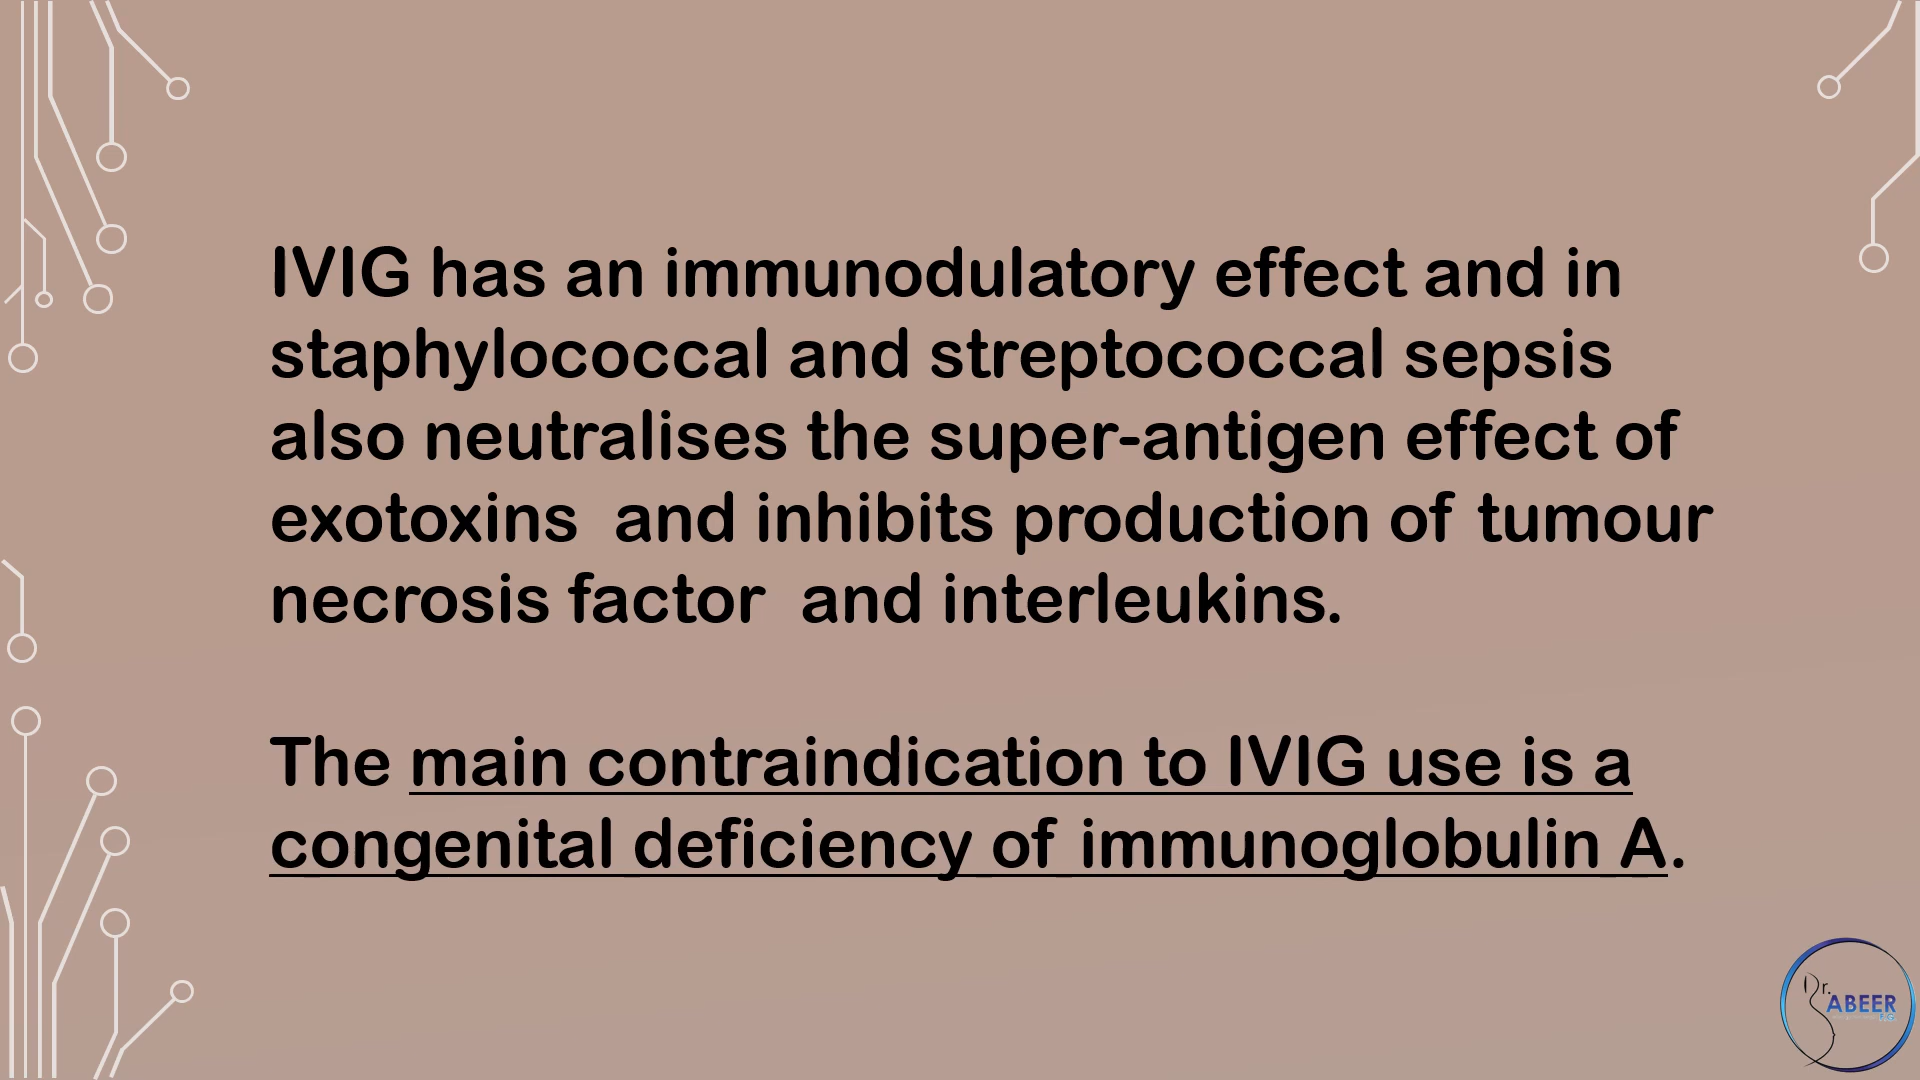 IVIG has an immunodulatory effect and in
staphylococcal and streptococcal sepsis
also neutralises the super-antigen effect of
exotoxins and inhibits production of tumour
necrosis factor and interleukins.
The main contraindication to IVIG use is a
congenital deficiency of immunoglobulin A.
Dr.
ABEER
F.G.